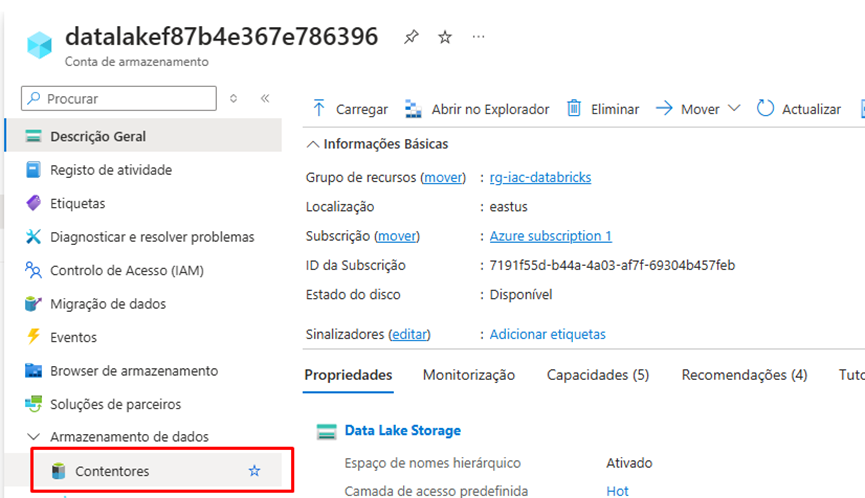 datalakef87b4e367e786396
Conta de armazenamento
Procurar
Descrição Geral
Registo de atividade
Etiquetas
Diagnosticar e resolver problemas
Controlo de Acesso (IAM)
Migração de dados
Eventos
Browser de armazenamento
Soluções de parceiros
Armazenamento de dados
Contentores
Carregar Abrir no Explorador Eliminar Mover Atualizar
Informações Básicas
Grupo de recursos (mover) : rg-iac-databricks
Localização : eastus
Subscrição (mover) : Azure subscription 1
ID da Subscrição : 7191f55d-b44a-4a03-af7f-69304b457feb
Estado do disco : Disponível
Sinalizadores (editar) : Adicionar etiquetas
Propriedades Monitorização Capacidades (5) Recomendações (4)
Data Lake Storage
Espaço de nomes hierárquico Ativado
Camada de acesso predefinida Hot